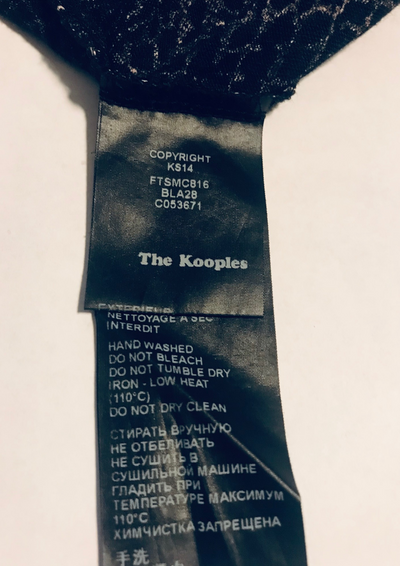 COPYRIGHT
KS14
FTSMC816
BLA28
C053671
The Kooples
EXTERIEUR
NETTOYAGE A SEC
INTERDIT
HAND WASHED
DO NOT BLEACH
DO NOT TUMBLE DRY
IRON - LOW HEAT
(110°C)
DO NOT DRY CLEAN
СТИРАТЬ ВРУЧНУЮ
НЕ ОТБЕЛИВАТЬ
НЕ СУШИТЬ В
СУШИЛЬНОЙ МАШИНЕ
ГЛАДИТЬ ПРИ
ТЕМПЕРАТУРЕ МАКСИМУМ
110°C
ХИМЧИСТКА ЗАПРЕЩЕНА
手洗